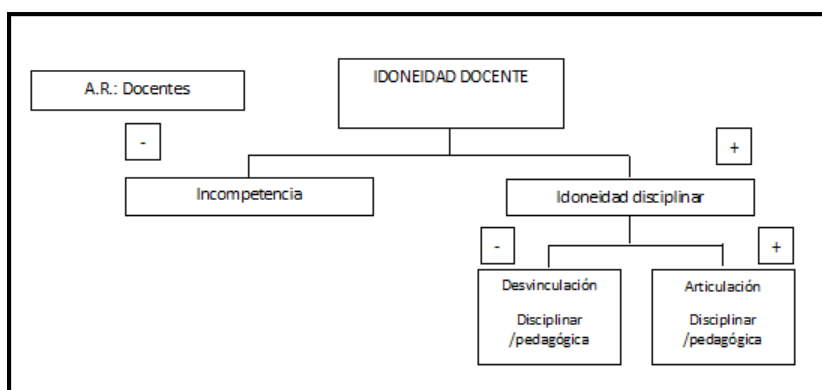 IDONEIDAD DOCENTE
A.R.: Docentes
-
+
Incompetencia
Idoneidad disciplinar
-
+
Desvinculación
Disciplinar
/pedagógica
Articulación
Disciplinar
/pedagógica